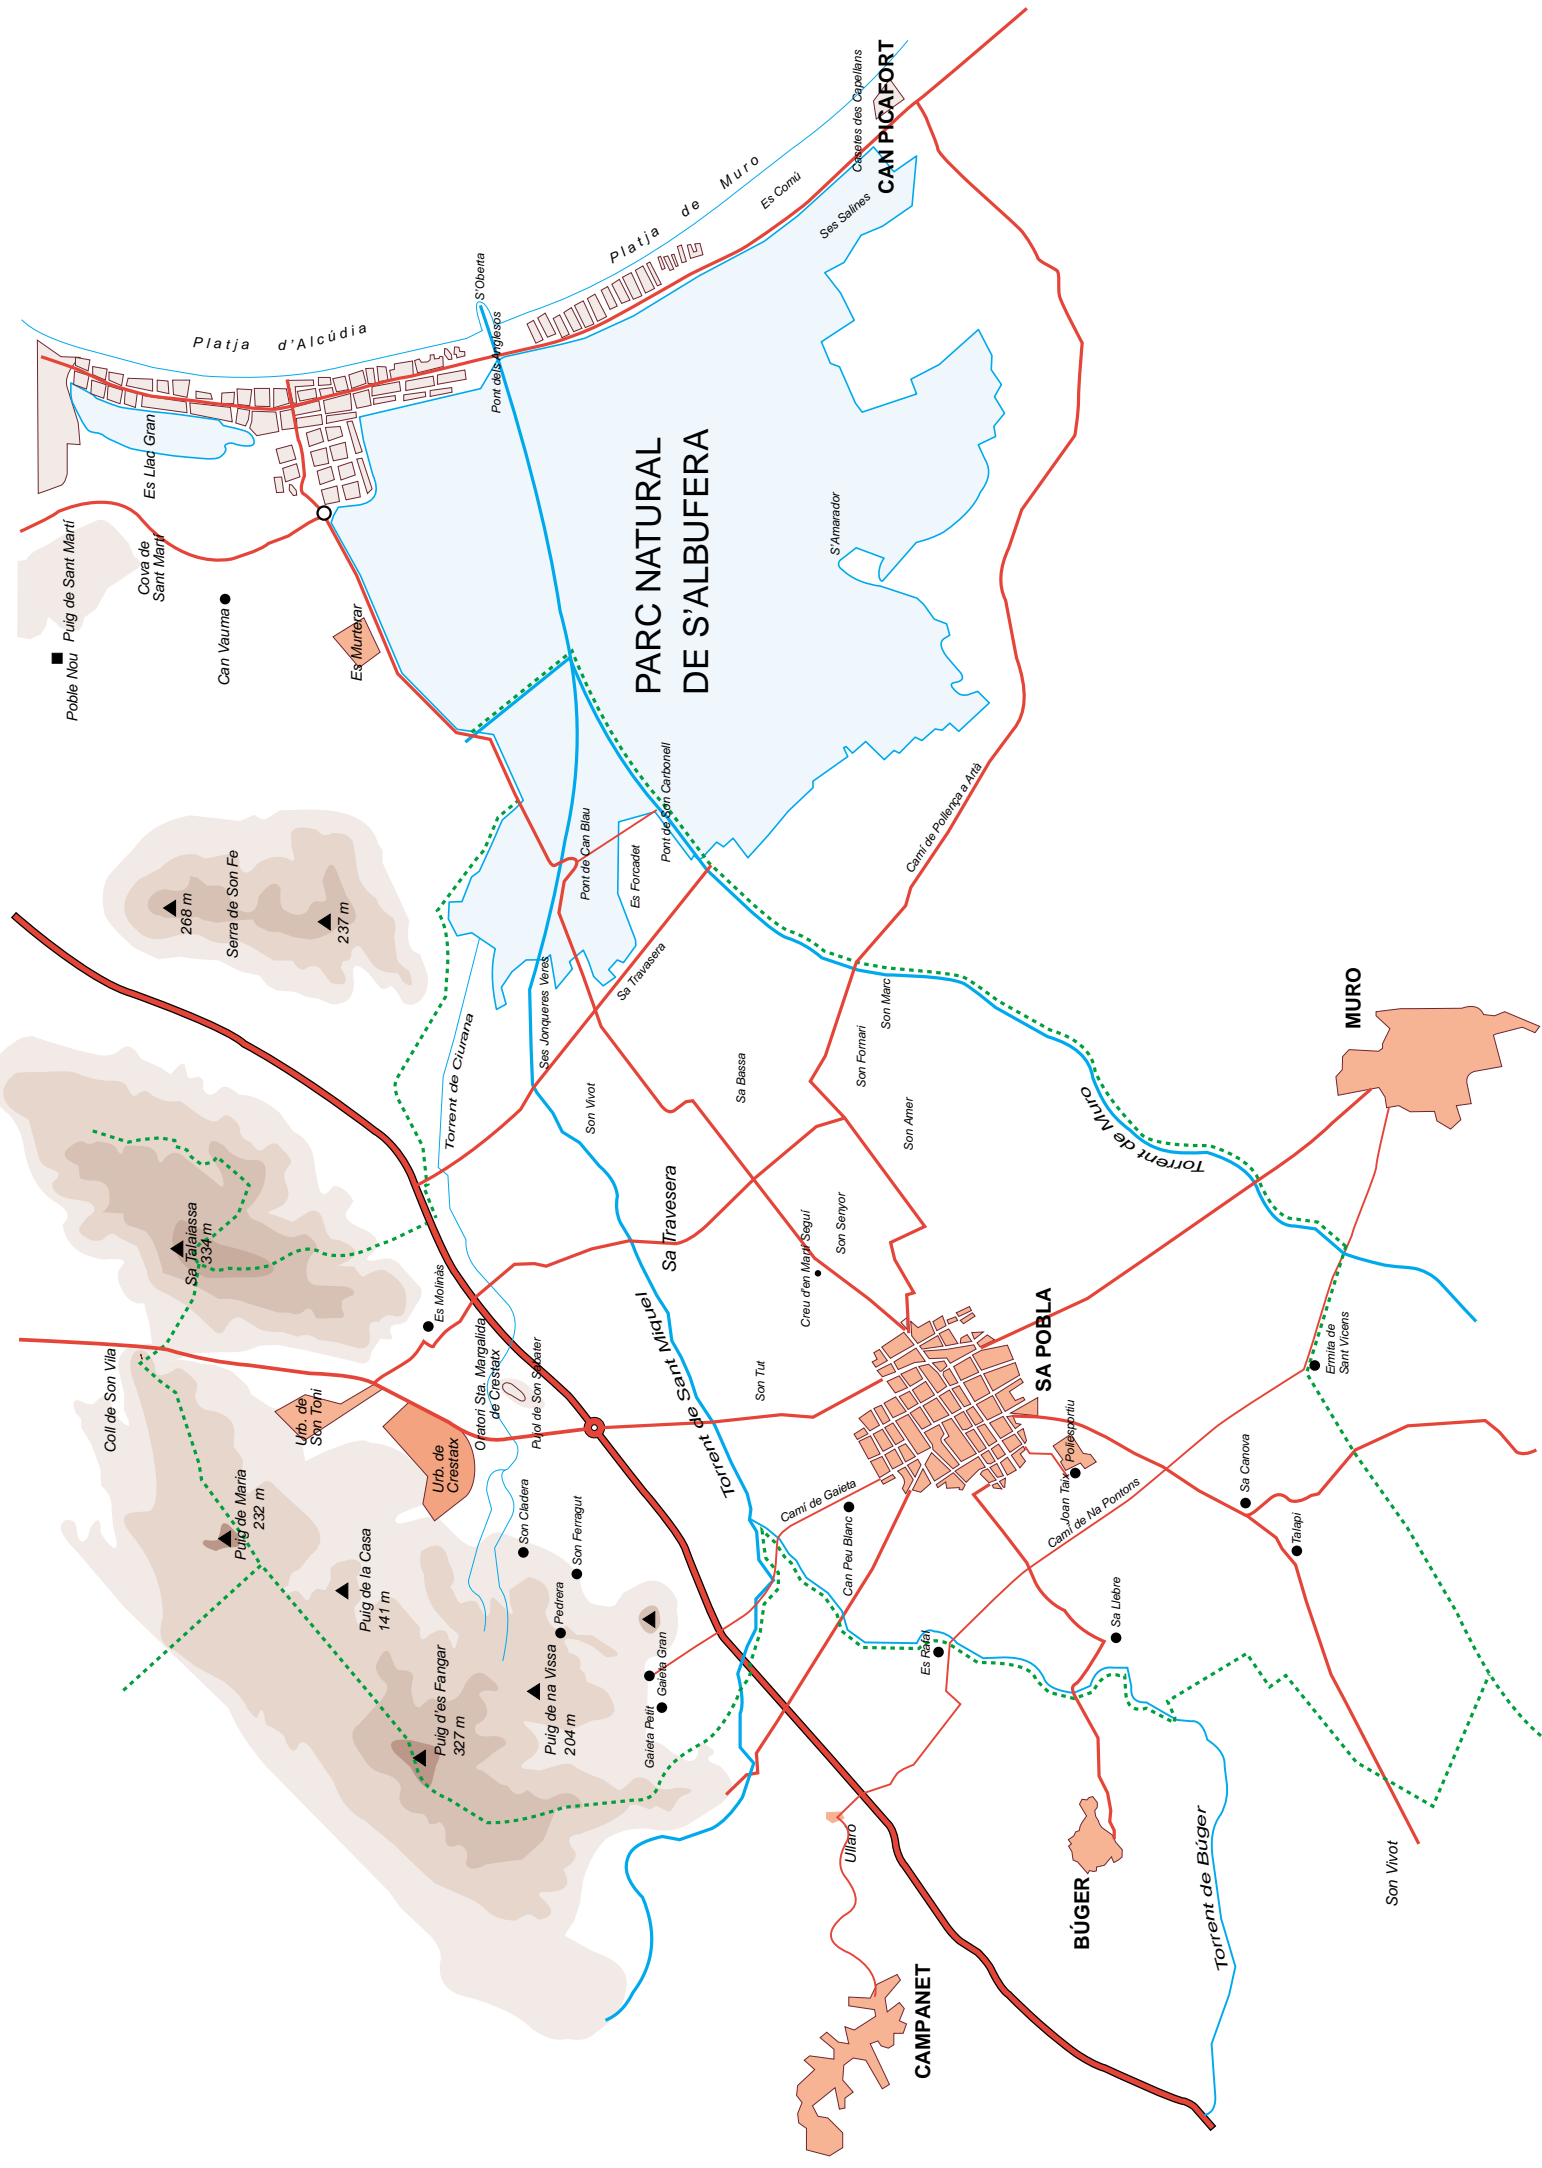 CAN PICAFORT
Casetes des Capellans
Ses Salines
Es Comú
Platja de Muro
S'Oberta
Pont dels Anglesos
Platja d'Alcúdia
Es Llac Gran
Puig de Sant Martí
Poble Nou
Cova de
Sant Martí
Can Vauma
Es Murterar
PARC NATURAL
DE S'ALBUFERA
S'Amarador
Pont de Son Carbonell
Pont de Can Blau
Es Forcadet
Camí de Pollença a Artà
268 m
Serra de Son Fe
237 m
Sa Travasera
Ses Jonqueres Veres
Torrent de Ciurana
Son Vivot
Sa Bassa
Son Fornari
Son Marc
Son Amer
Torrent de Muro
MURO
Sa Talaiassa
334 m
Es Molinàs
Sa Travesera
Creu d'en Martí Seguí
Son Senyor
Torrent de Sant Miquel
SA POBLA
Ermita de
Sant Vicens
Coll de Son Vila
Urb. de
Son Toni
Oratori Sta. Margalida
de Crestatx
Pujol de Son Sabater
Son Tut
Urb. de
Crestatx
Joan Taix
Poliesportiu
Sa Canova
Talapi
Camí de Na Pontons
Camí de Gaieta
Can Peu Blanc
Puig de Maria
232 m
Puig de la Casa
141 m
Son Cladera
Son Ferragut
Pedrera
Puig d'es Fangar
327 m
Puig de na Vissa
204 m
Gaieta Gran
Gaieta Petit
Es Rafal
Sa Llebre
Ullaro
BÚGER
Torrent de Búger
Son Vivot
CAMPANET